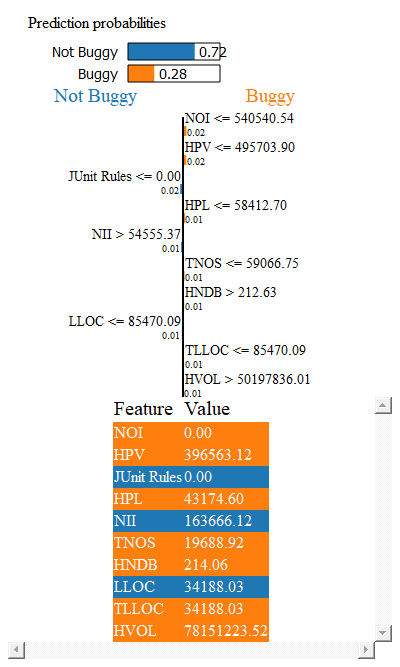 Prediction probabilities
Not Buggy 0.72
Buggy 0.28
Not Buggy Buggy
NOI <= 540540.54
0.02
HPV <= 495703.90
0.02
JUnit Rules <= 0.00
0.02
HPL <= 58412.70
0.01
NII > 54555.37
0.01
TNOS <= 59066.75
0.01
HNDB > 212.63
0.01
LLOC <= 85470.09
0.01
TLLOC <= 85470.09
0.01
HVOL > 50197836.01
0.01
Feature Value
NOI 0.00
HPV 396563.12
JUnit Rules 0.00
HPL 43174.60
NII 163666.12
TNOS 19688.92
HNDB 214.06
LLOC 34188.03
TLLOC 34188.03
HVOL 78151223.52